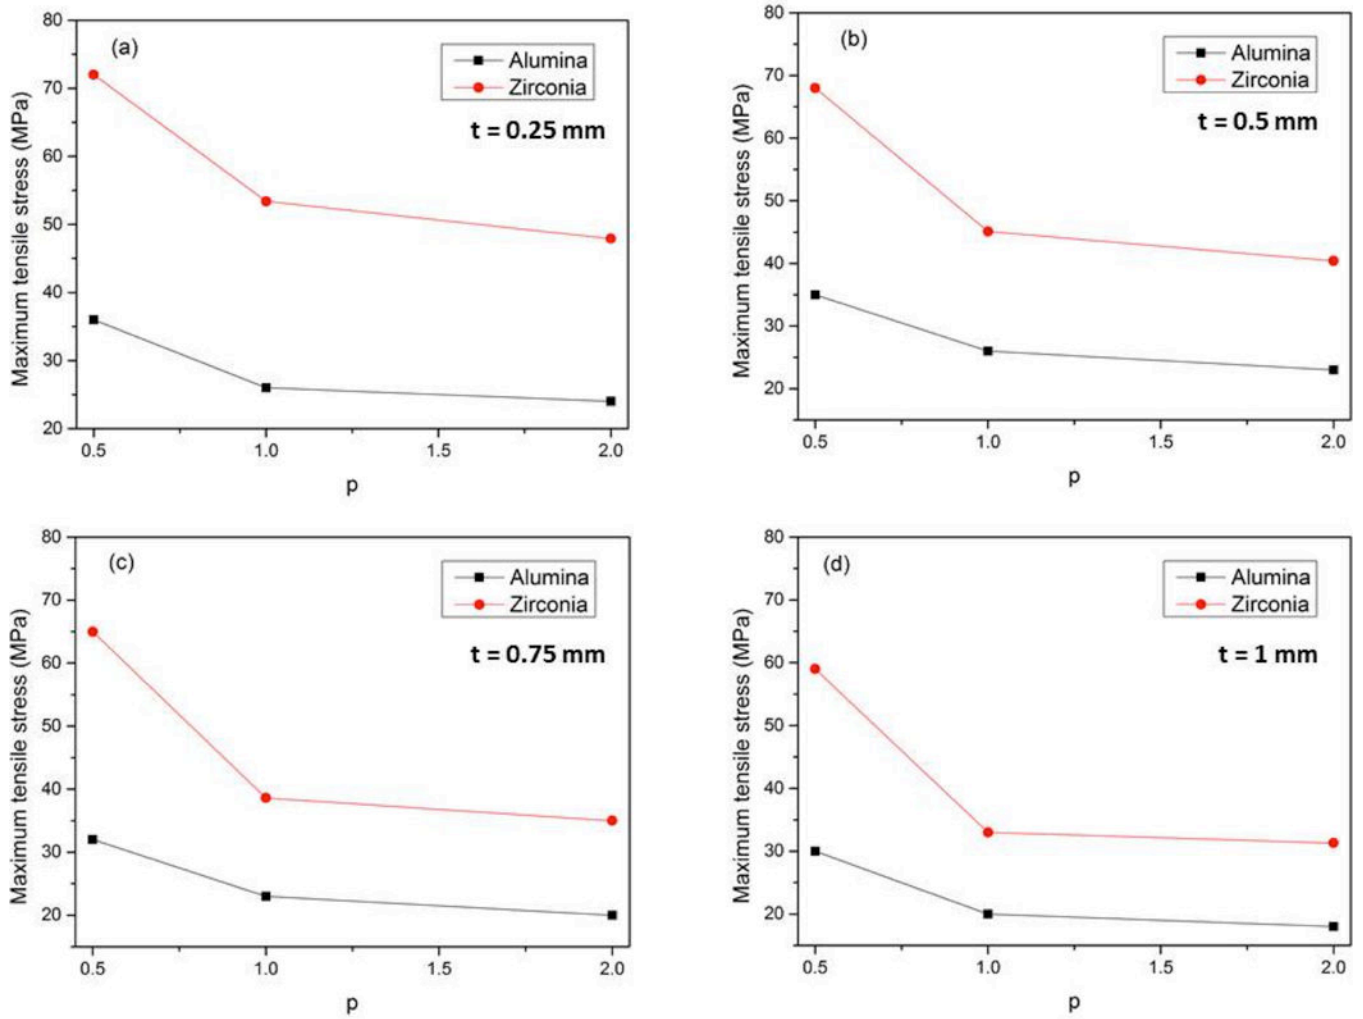 (a)
Alumina
Zirconia
t = 0.25 mm
Maximum tensile stress (MPa)
80
70
60
50
40
30
20
0.5
1.0
1.5
2.0
p
(b)
Alumina
Zirconia
t = 0.5 mm
Maximum tensile stress (MPa)
80
70
60
50
40
30
20
0.5
1.0
1.5
2.0
p
(c)
Alumina
Zirconia
t = 0.75 mm
Maximum tensile stress (MPa)
80
70
60
50
40
30
20
0.5
1.0
1.5
2.0
p
(d)
Alumina
Zirconia
t = 1 mm
Maximum tensile stress (MPa)
80
70
60
50
40
30
20
0.5
1.0
1.5
2.0
p